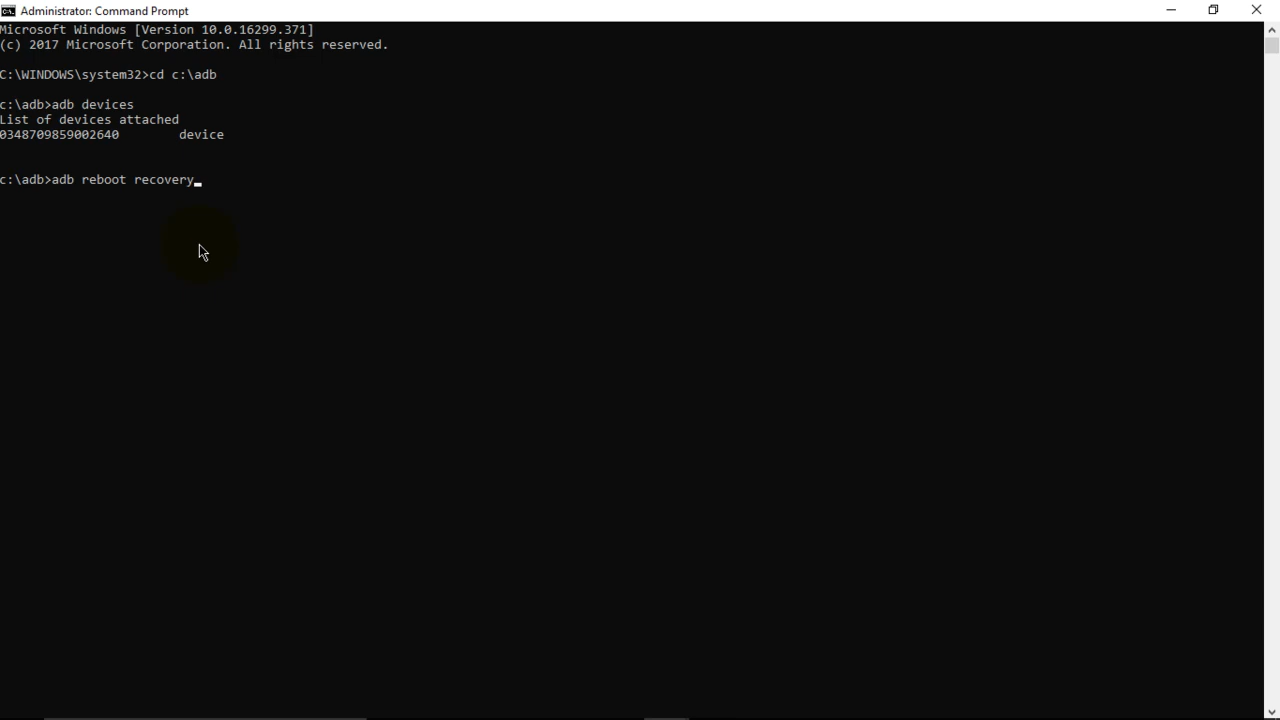 Administrator: Command Prompt
Microsoft Windows [Version 10.0.16299.371]
(c) 2017 Microsoft Corporation. All rights reserved.
C:\WINDOWS\system32>cd c:\adb
c:\adb>adb devices
List of devices attached
0348709859002640        device
c:\adb>adb reboot recovery